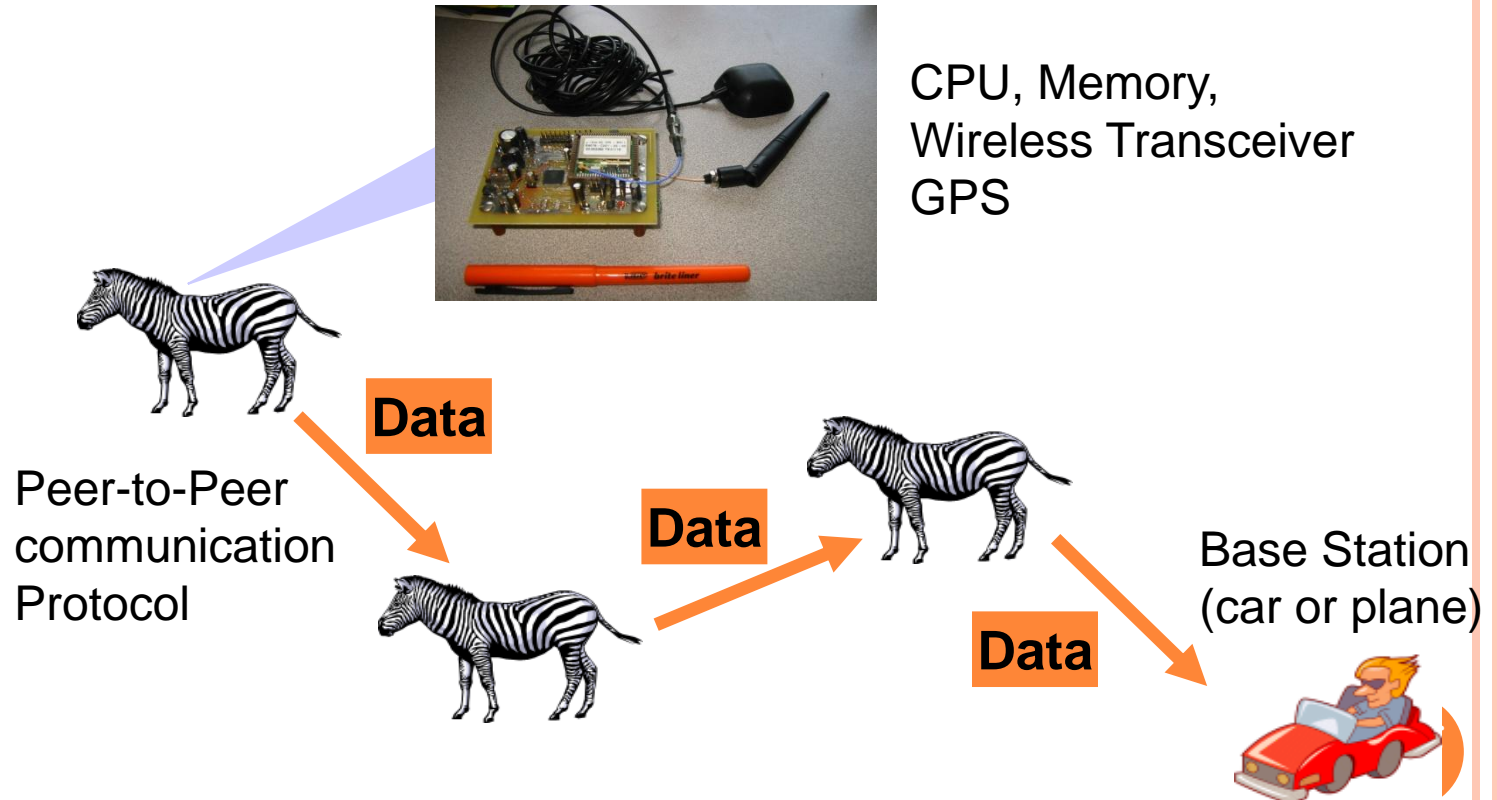 CPU, Memory,
Wireless Transceiver
GPS
brite liner
Data
Peer-to-Peer
communication
Protocol
Data
Base Station
(car or plane)
Data